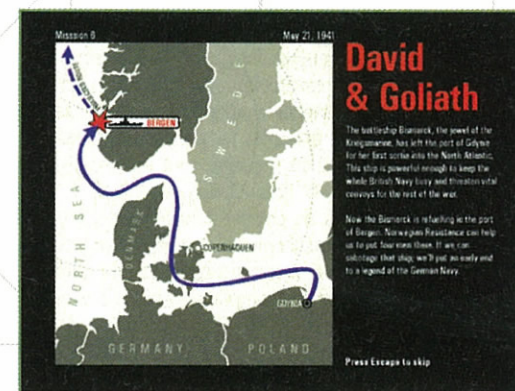 Mission 6
May 21, 1941
David
& Goliath
The battleship Bismarck, the jewel of the
Kreigsmarine, has left the port of Gdynia
for her first sortie into the North Atlantic.
This ship is powerful enough to keep the
whole British Navy busy and threaten vital
convoys for the rest of the war.
Now the Bismarck is refuelling in the port
of Bergen. Norwegian Resistance can help
us to put four men there. If we can
sabotage that ship, we'll put an early end
to a legend of the German Navy.
BERGEN
SWED
NORTH SEA
DENMARK
COPENHAGUEN
GDYNIA
GERMANY
POLAND
Press Escape to skip